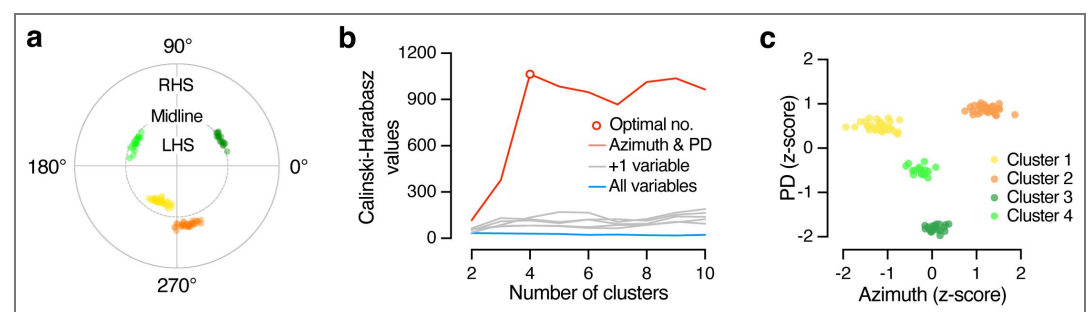 a
90°
RHS
Midline
LHS
180°
0°
270°
b
Calinski-Harabasz
values
1200
900
600
300
0
Optimal no.
Azimuth & PD
+1 variable
All variables
2
4
6
8
10
Number of clusters
c
PD (z-score)
2
1
0
-1
-2
Cluster 1
Cluster 2
Cluster 3
Cluster 4
-2
-1
0
1
2
Azimuth (z-score)